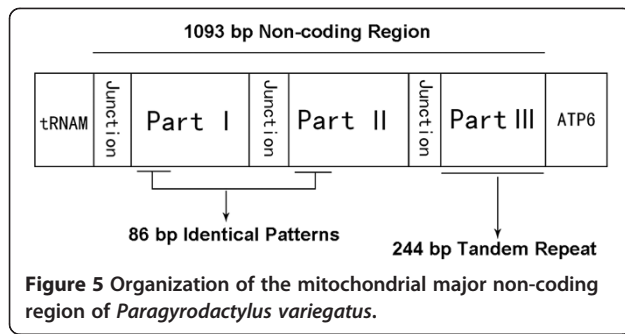 1093 bp Non-coding Region
tRNAM Junction Part Ⅰ Junction Part Ⅱ Junction Part Ⅲ ATP6
86 bp Identical Patterns
244 bp Tandem Repeat
Figure 5 Organization of the mitochondrial major non-coding
region of Paragyrodactylus variegatus.